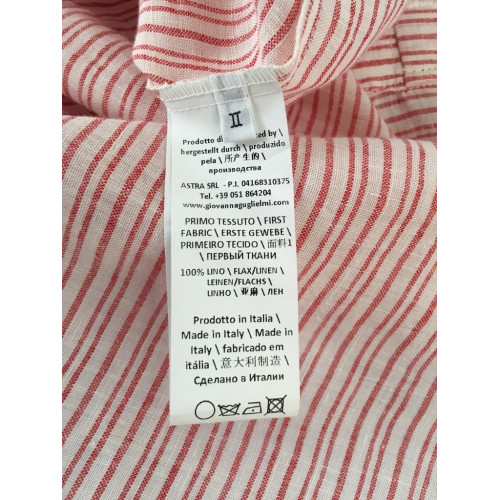 II
Prodotto di ted by \
hergestellt durch \ produzido
pela \ 所产生的 \
производства
ASTRA SRL - P.I. 04168310375
Tel. +39 051 864204
www.giovannaguglielmi.com
PRIMO TESSUTO \ FIRST
FABRIC \ ERSTE GEWEBE \
PRIMEIRO TECIDO \ 面料1
\ ПЕРВЫЙ ТКАНИ
100% LINO \ FLAX/LINEN \
LEINEN/FLACHS \
LINHO \ 亚麻 \ ЛЕН
Prodotto in Italia \
Made in Italy \ Made in
Italy \ fabricado em
itália \ 意大利制造 \
Сделано в Италии